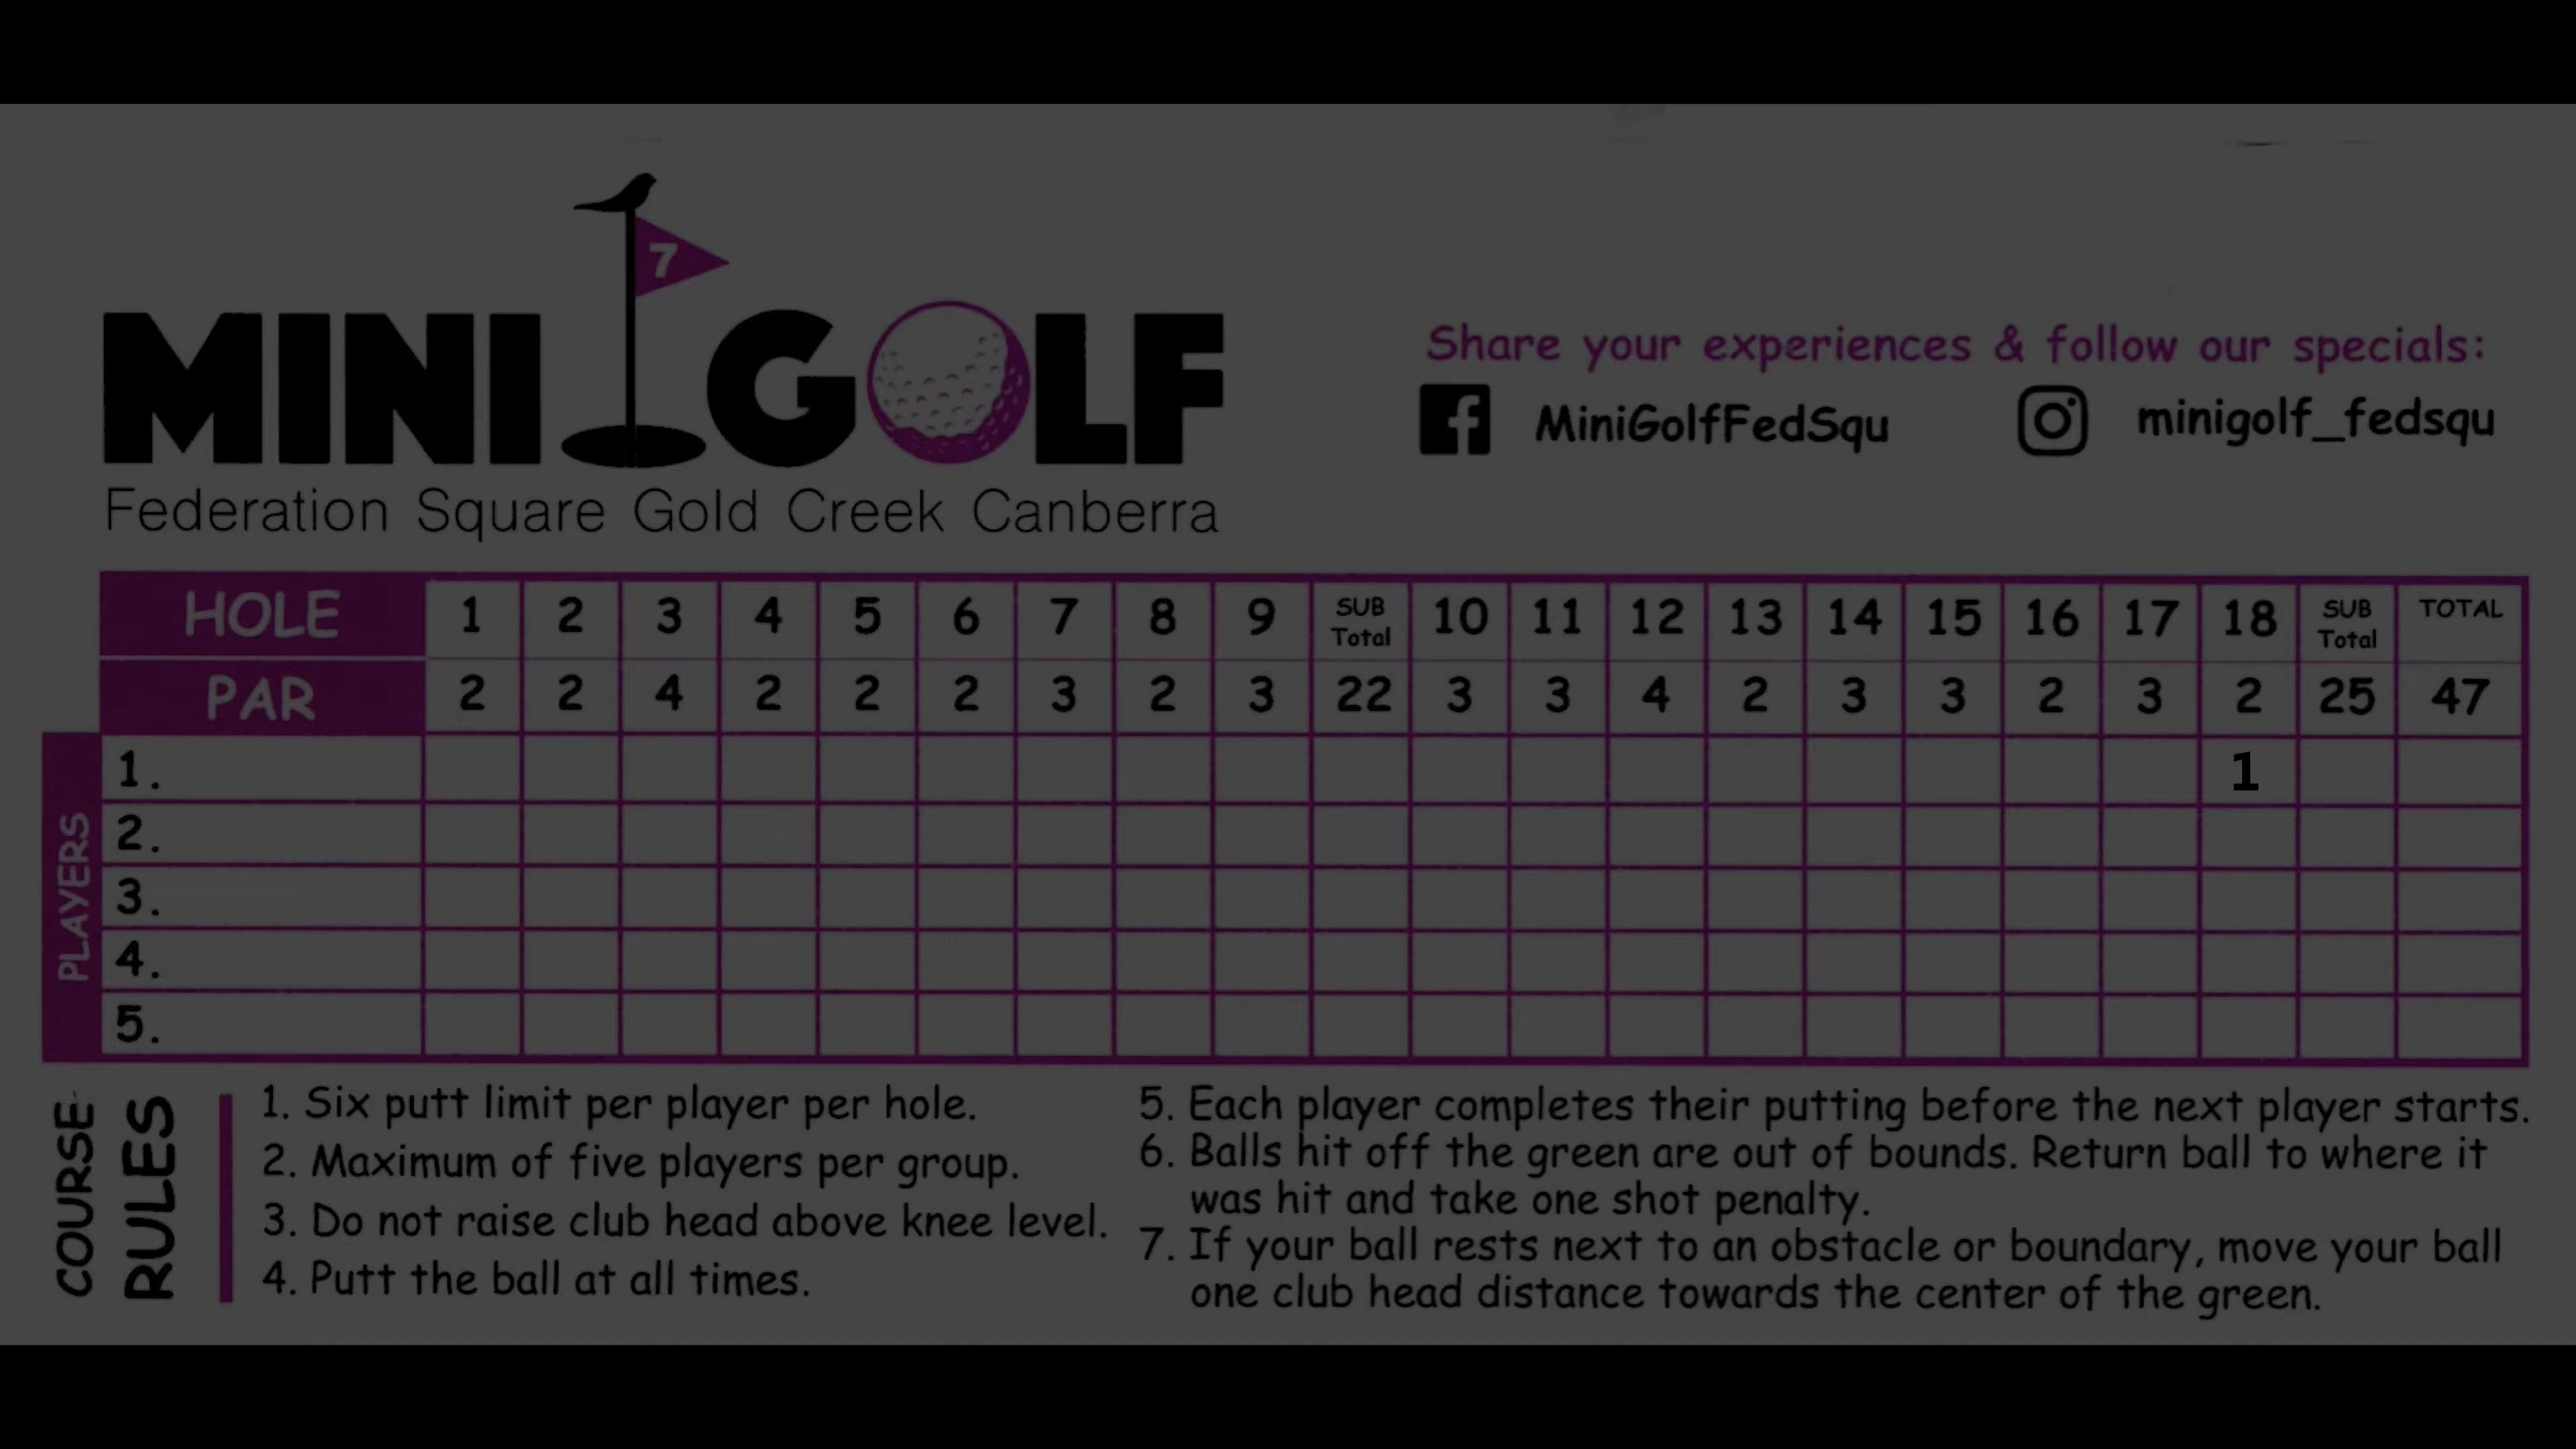 7
MINI GOLF
Federation Square Gold Creek Canberra
Share your experiences & follow our specials:
MiniGolfFedSqu minigolf_fedsqu
HOLE 1 2 3 4 5 6 7 8 9 SUB Total 10 11 12 13 14 15 16 17 18 SUB Total TOTAL
PAR 2 2 4 2 2 2 3 2 3 22 3 3 4 2 3 3 2 3 2 25 47
PLAYERS
1. 1
2.
3.
4.
5.
COURSE
RULES
1. Six putt limit per player per hole.
2. Maximum of five players per group.
3. Do not raise club head above knee level.
4. Putt the ball at all times.
5. Each player completes their putting before the next player starts.
6. Balls hit off the green are out of bounds. Return ball to where it
was hit and take one shot penalty.
7. If your ball rests next to an obstacle or boundary, move your ball
one club head distance towards the center of the green.